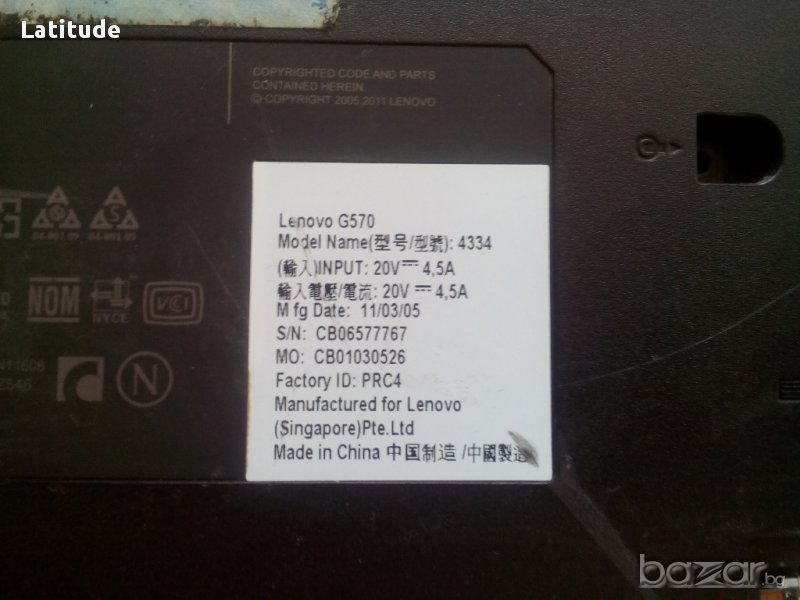 Latitude
COPYRIGHTED CODE AND PARTS
CONTAINED HEREIN.
© COPYRIGHT 2005,2011 LENOVO
Lenovo G570
Model Name(型号/型號): 4334
(輸入)INPUT: 20V⎓ 4,5A
輸入電壓/電流: 20V ⎓ 4,5A
Mfg Date: 11/03/05
S/N: CB06577767
MO: CB01030526
Factory ID: PRC4
Manufactured for Lenovo
(Singapore)Pte.Ltd
Made in China 中国制造 /中國製造
NOM
NYCE
VCI
N
bazar.bg